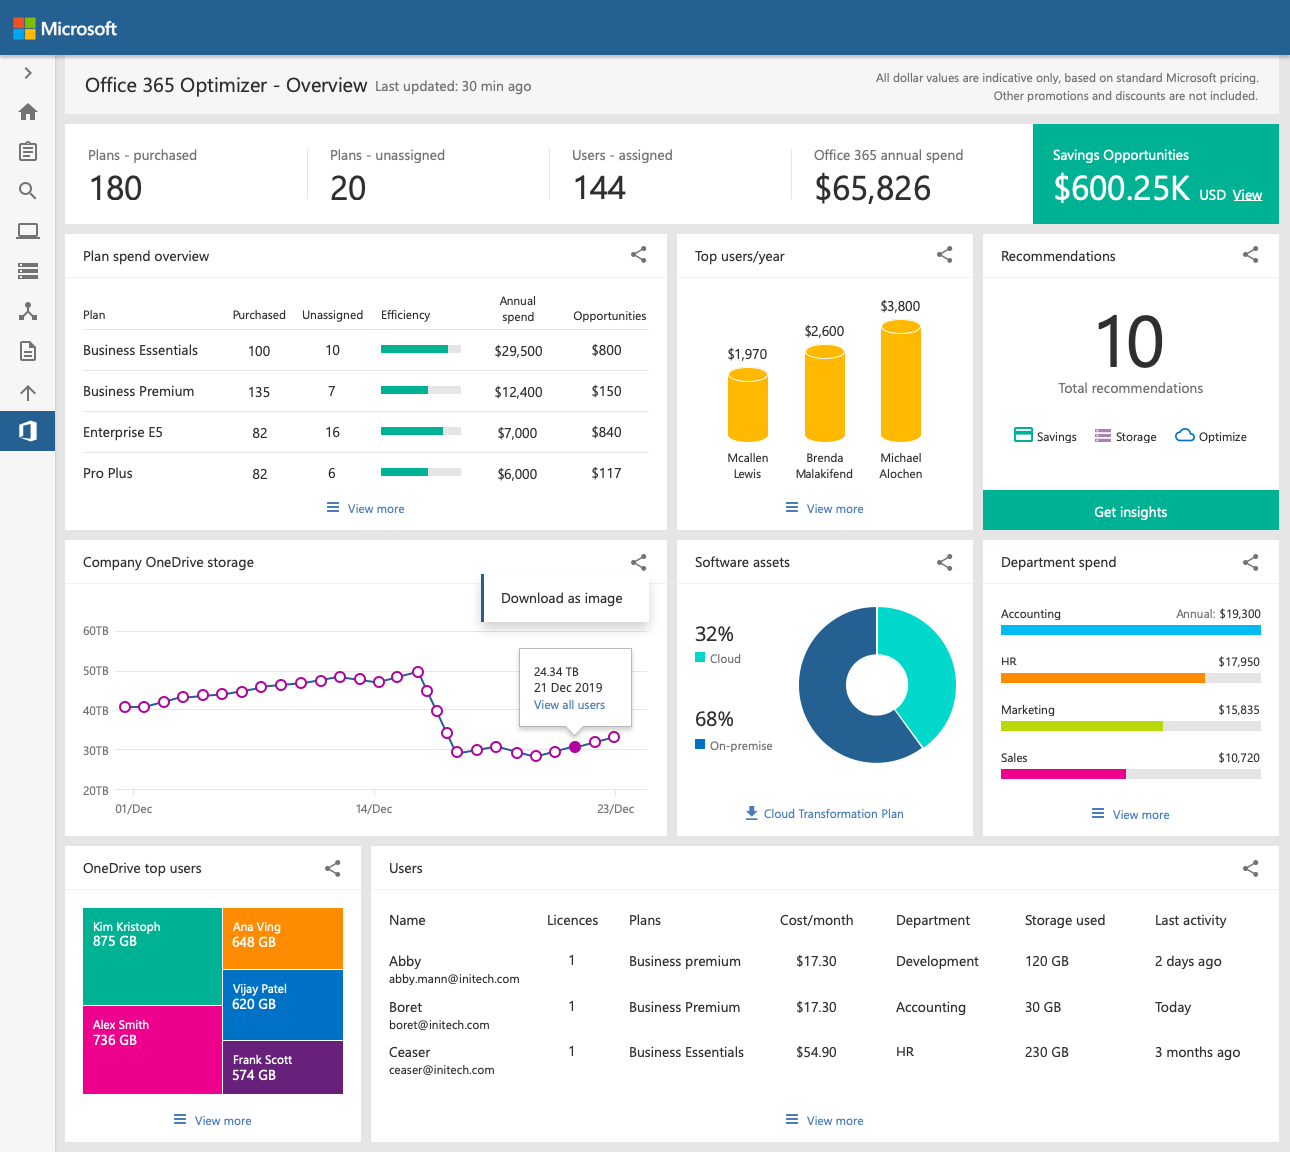 Microsoft
Office 365 Optimizer - Overview Last updated: 30 min ago
All dollar values are indicative only, based on standard Microsoft pricing.
Other promotions and discounts are not included.
Plans - purchased
180
Plans - unassigned
20
Users - assigned
144
Office 365 annual spend
$65,826
Savings Opportunities
$600.25K USD View
Plan spend overview
Plan Purchased Unassigned Efficiency Annual spend Opportunities
Business Essentials 100 10 $29,500 $800
Business Premium 135 7 $12,400 $150
Enterprise E5 82 16 $7,000 $840
Pro Plus 82 6 $6,000 $117
View more
Top users/year
$3,800
$2,600
$1,970
Mcallen Lewis
Brenda Malakifend
Michael Alochen
View more
Recommendations
10
Total recommendations
Savings Storage Optimize
Get insights
Company OneDrive storage
Download as image
60TB
50TB
40TB
30TB
20TB
24.34 TB
21 Dec 2019
View all users
01/Dec 14/Dec 23/Dec
Software assets
32%
Cloud
68%
On-premise
Cloud Transformation Plan
Department spend
Accounting Annual: $19,300
HR $17,950
Marketing $15,835
Sales $10,720
View more
OneDrive top users
Kim Kristoph
875 GB
Alex Smith
736 GB
Ana Ving
648 GB
Vijay Patel
620 GB
Frank Scott
574 GB
View more
Users
Name Licences Plans Cost/month Department Storage used Last activity
Abby 1 Business premium $17.30 Development 120 GB 2 days ago
abby.mann@initech.com
Boret 1 Business Premium $17.30 Accounting 30 GB Today
boret@initech.com
Ceaser 1 Business Essentials $54.90 HR 230 GB 3 months ago
ceaser@initech.com
View more